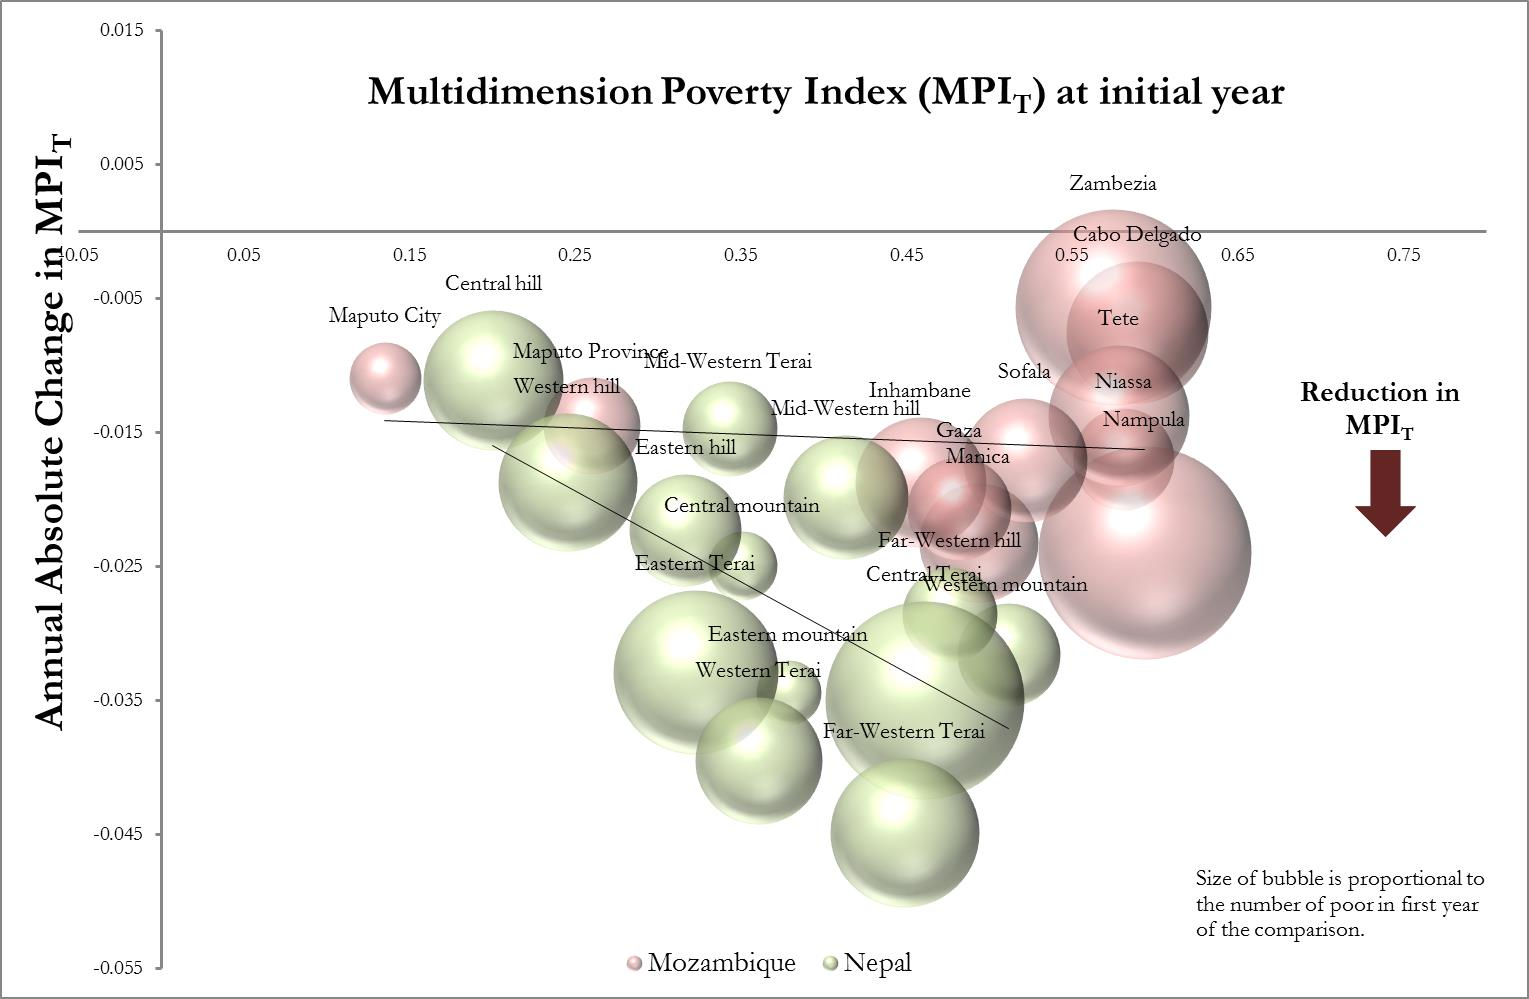 0.015
Multidimension Poverty Index (MPIT) at initial year
Annual Absolute Change in MPIT
0.005
Zambezia
Cabo Delgado
-0.05 0.05 0.15 0.25 0.35 0.45 0.55 0.65 0.75
Central hill
-0.005
Maputo City
Tete
Maputo Province
Mid-Western Terai
Sofala
Niassa
Western hill
Inhambane
Reduction in
MPIT
Mid-Western hill
Nampula
-0.015
Gaza
Eastern hill
Manica
Central mountain
Far-Western hill
-0.025
Eastern Terai
Central Terai
Western mountain
Eastern mountain
Western Terai
-0.035
Far-Western Terai
-0.045
Size of bubble is proportional to
the number of poor in first year
of the comparison.
-0.055
Mozambique Nepal